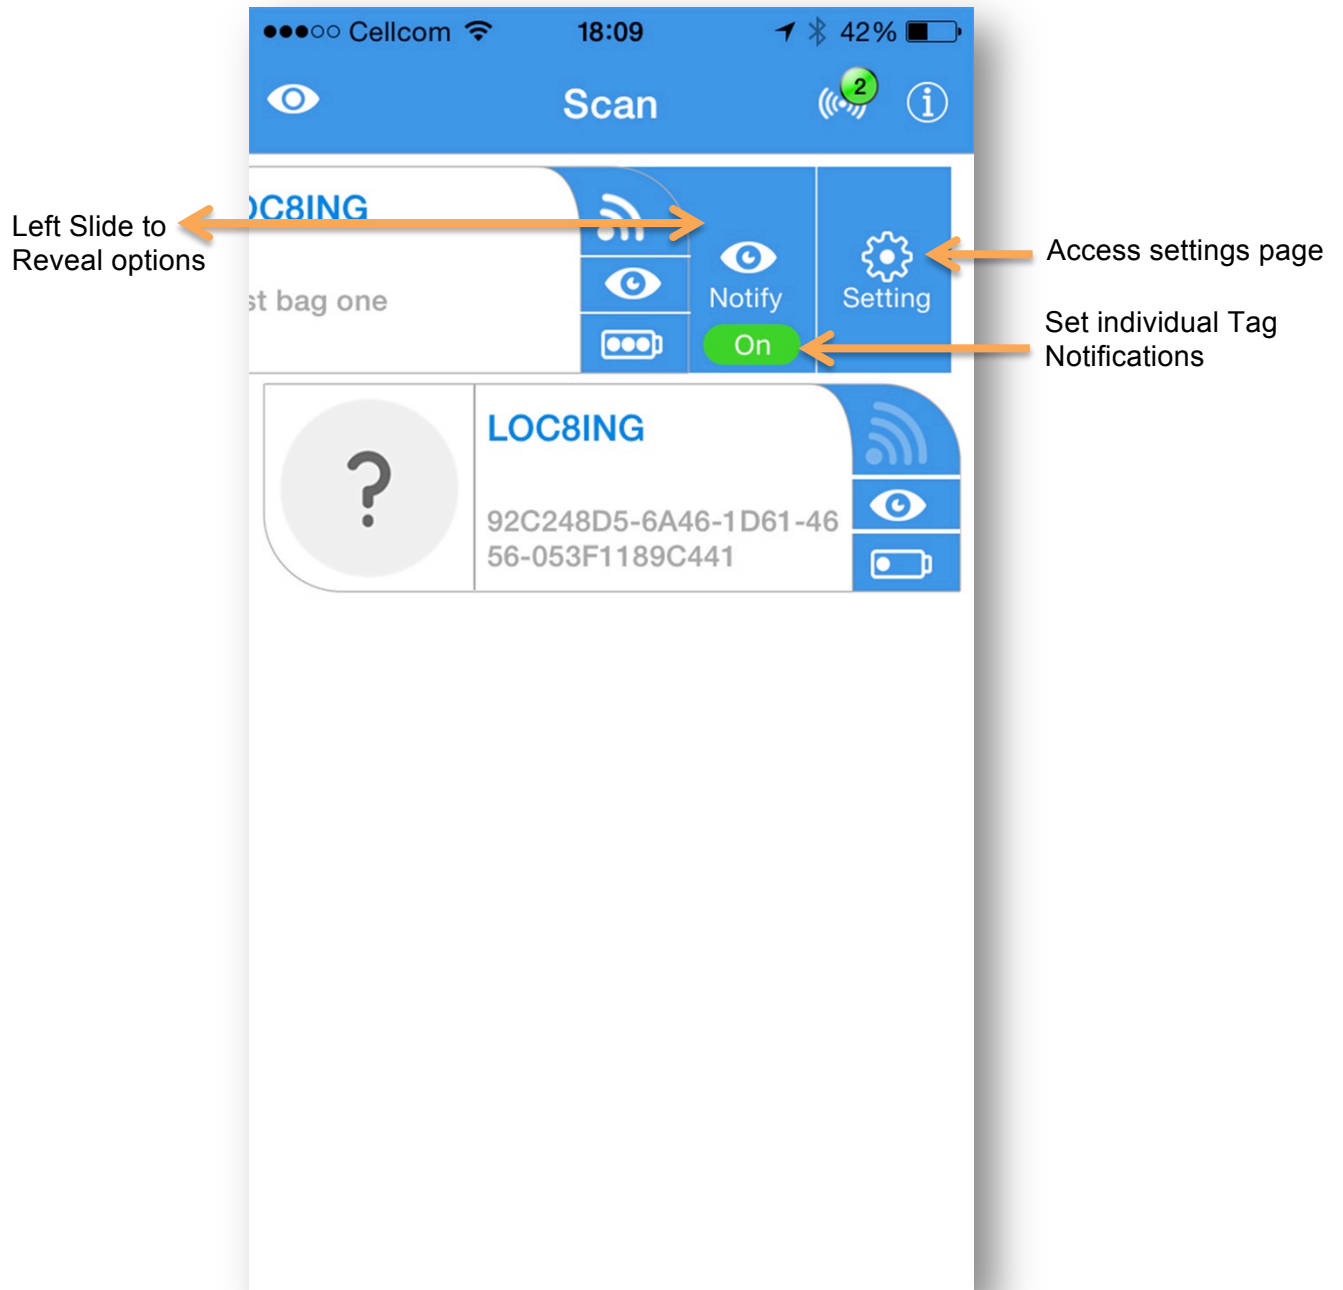 Cellcom 18:09 42%
Scan 2 i
OC8ING
st bag one
Notify
On
Setting
Left Slide to
Reveal options
Access settings page
Set individual Tag
Notifications
?
LOC8ING
92C248D5-6A46-1D61-46
56-053F1189C441